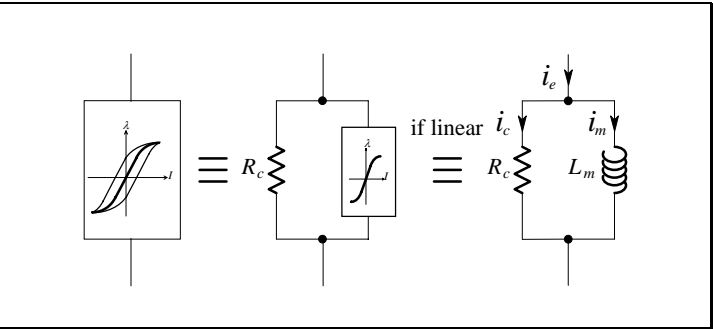 λ
I
R_c
λ
I
if linear
i_e
i_c
i_m
R_c
L_m